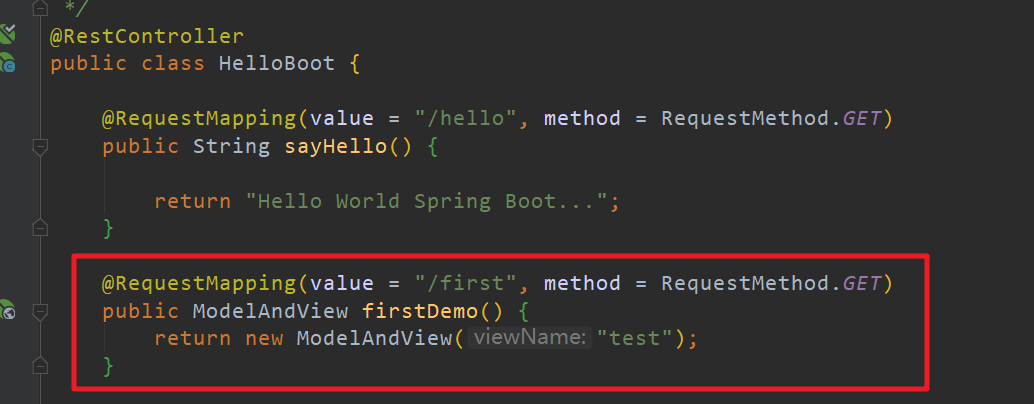 */
@RestController
public class HelloBoot {
@RequestMapping(value = "/hello", method = RequestMethod.GET)
public String sayHello() {
return "Hello World Spring Boot...";
}
@RequestMapping(value = "/first", method = RequestMethod.GET)
public ModelAndView firstDemo() {
return new ModelAndView( viewName: "test");
}